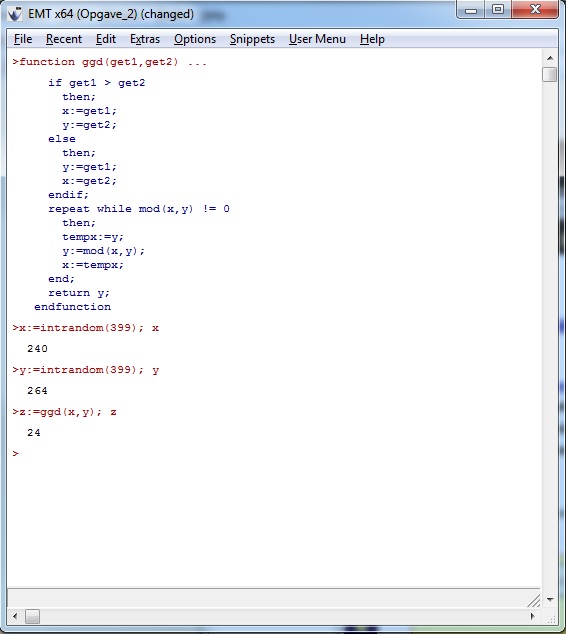 EMT x64 (Opgave_2) (changed)
File Recent Edit Extras Options Snippets User Menu Help
>function ggd(get1,get2) ...
if get1 > get2
then;
x:=get1;
y:=get2;
else
then;
y:=get1;
x:=get2;
endif;
repeat while mod(x,y) != 0
then;
tempx:=y;
y:=mod(x,y);
x:=tempx;
end;
return y;
endfunction
>x:=intrandom(399); x
240
>y:=intrandom(399); y
264
>z:=ggd(x,y); z
24
>